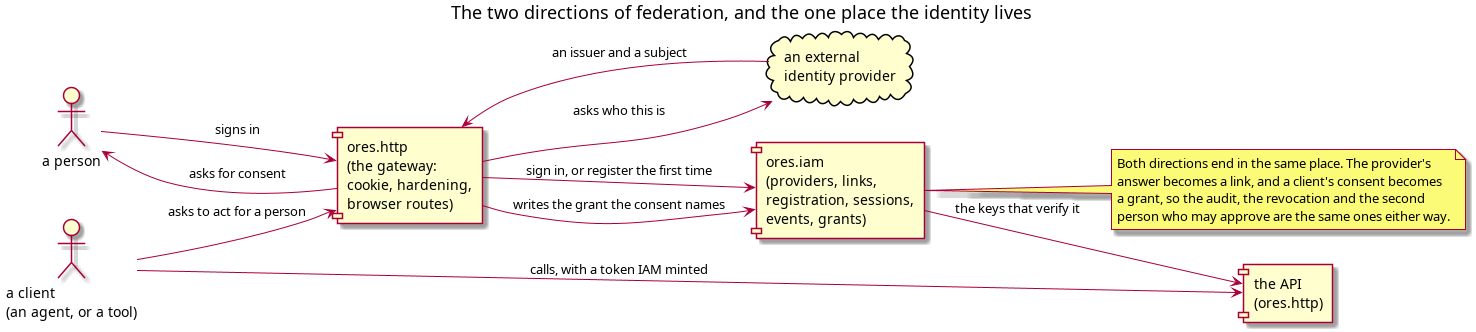 The two directions of federation, and the one place the identity lives
an issuer and a subject
an external
identity provider
asks who this is
signs in
a person
asks for consent
ores.http
(the gateway:
cookie, hardening,
browser routes)
sign in, or register the first time
writes the grant the consent names
ores.iam
(providers, links,
registration, sessions,
events, grants)
Both directions end in the same place. The provider's
answer becomes a link, and a client's consent becomes
a grant, so the audit, the revocation and the second
person who may approve are the same ones either way.
asks to act for a person
the keys that verify it
calls, with a token IAM minted
a client
(an agent, or a tool)
the API
(ores.http)